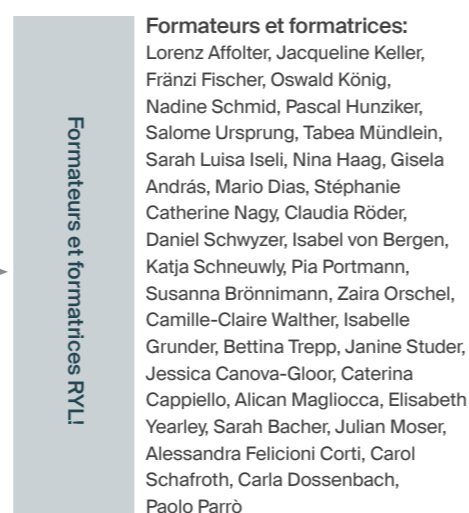 Formateurs et formatrices RYL!
Formateurs et formatrices:
Lorenz Affolter, Jacqueline Keller,
Fränzi Fischer, Oswald König,
Nadine Schmid, Pascal Hunziker,
Salome Ursprung, Tabea Mündlein,
Sarah Luisa Iseli, Nina Haag, Gisela
András, Mario Dias, Stéphanie
Catherine Nagy, Claudia Röder,
Daniel Schwyzer, Isabel von Bergen,
Katja Schneuwly, Pia Portmann,
Susanna Brönnimann, Zaira Orschel,
Camille-Claire Walther, Isabelle
Grunder, Bettina Trepp, Janine Studer,
Jessica Canova-Gloor, Caterina
Cappiello, Alican Magliocca, Elisabeth
Yearley, Sarah Bacher, Julian Moser,
Alessandra Felicioni Corti, Carol
Schafroth, Carla Dossenbach,
Paolo Parrò